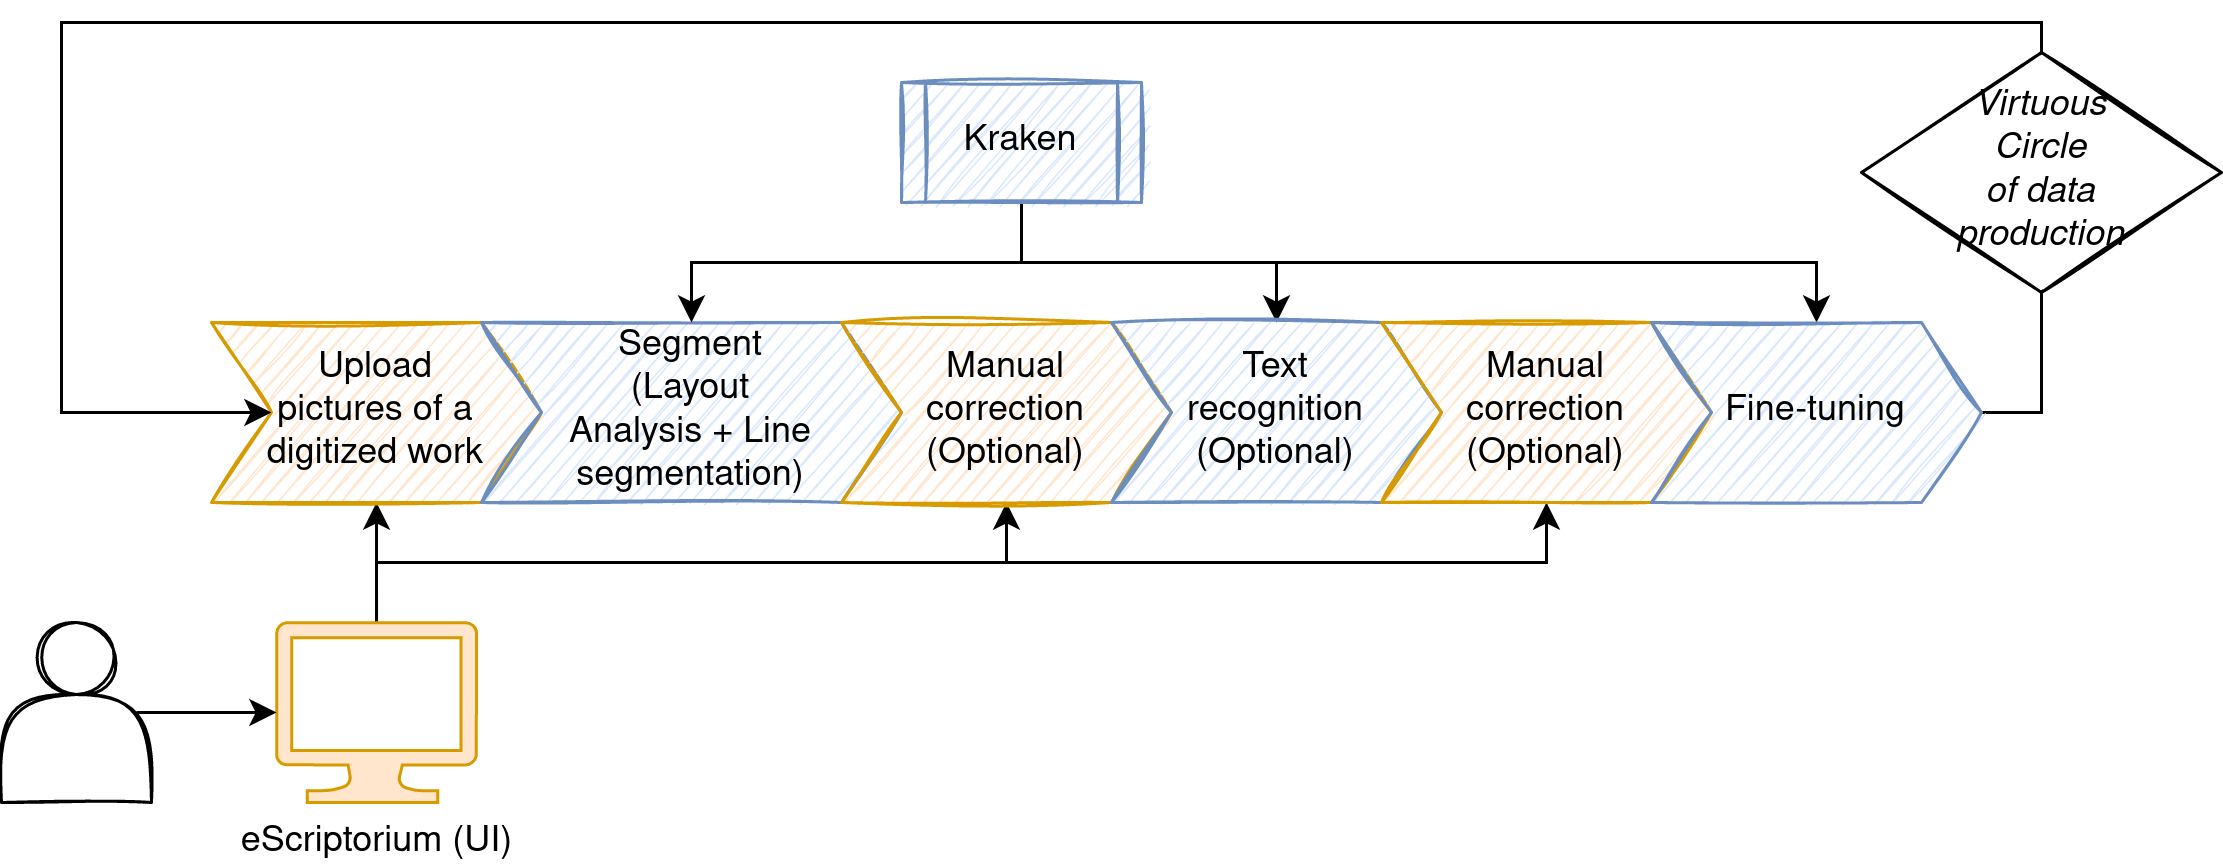 Kraken
Virtuous
Circle
of data
production
Upload
pictures of a
digitized work
Segment
(Layout
Analysis + Line
segmentation)
Manual
correction
(Optional)
Text
recognition
(Optional)
Manual
correction
(Optional)
Fine-tuning
eScriptorium (UI)